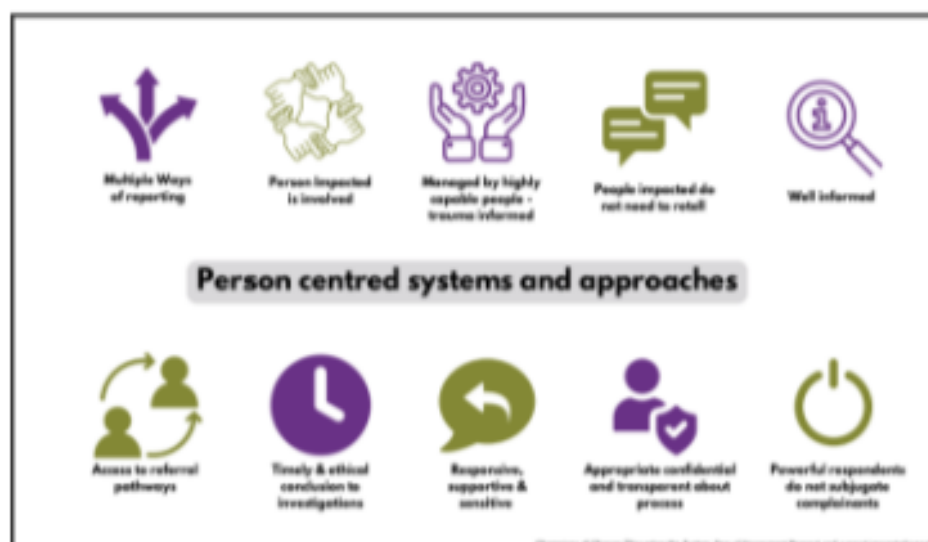 Multiple Ways
of reporting
Person Impacted
is involved
Managed by highly
capable people -
trauma informed
People impacted do
not need to retell
i
Well informed
Person centred systems and approaches
Access to referral
pathways
Timely & ethical
conclusion to
investigations
Responsive,
supportive &
sensitive
Appropriate confidential
and transparent about
process
Powerful respondents
do not subjugate
complainants